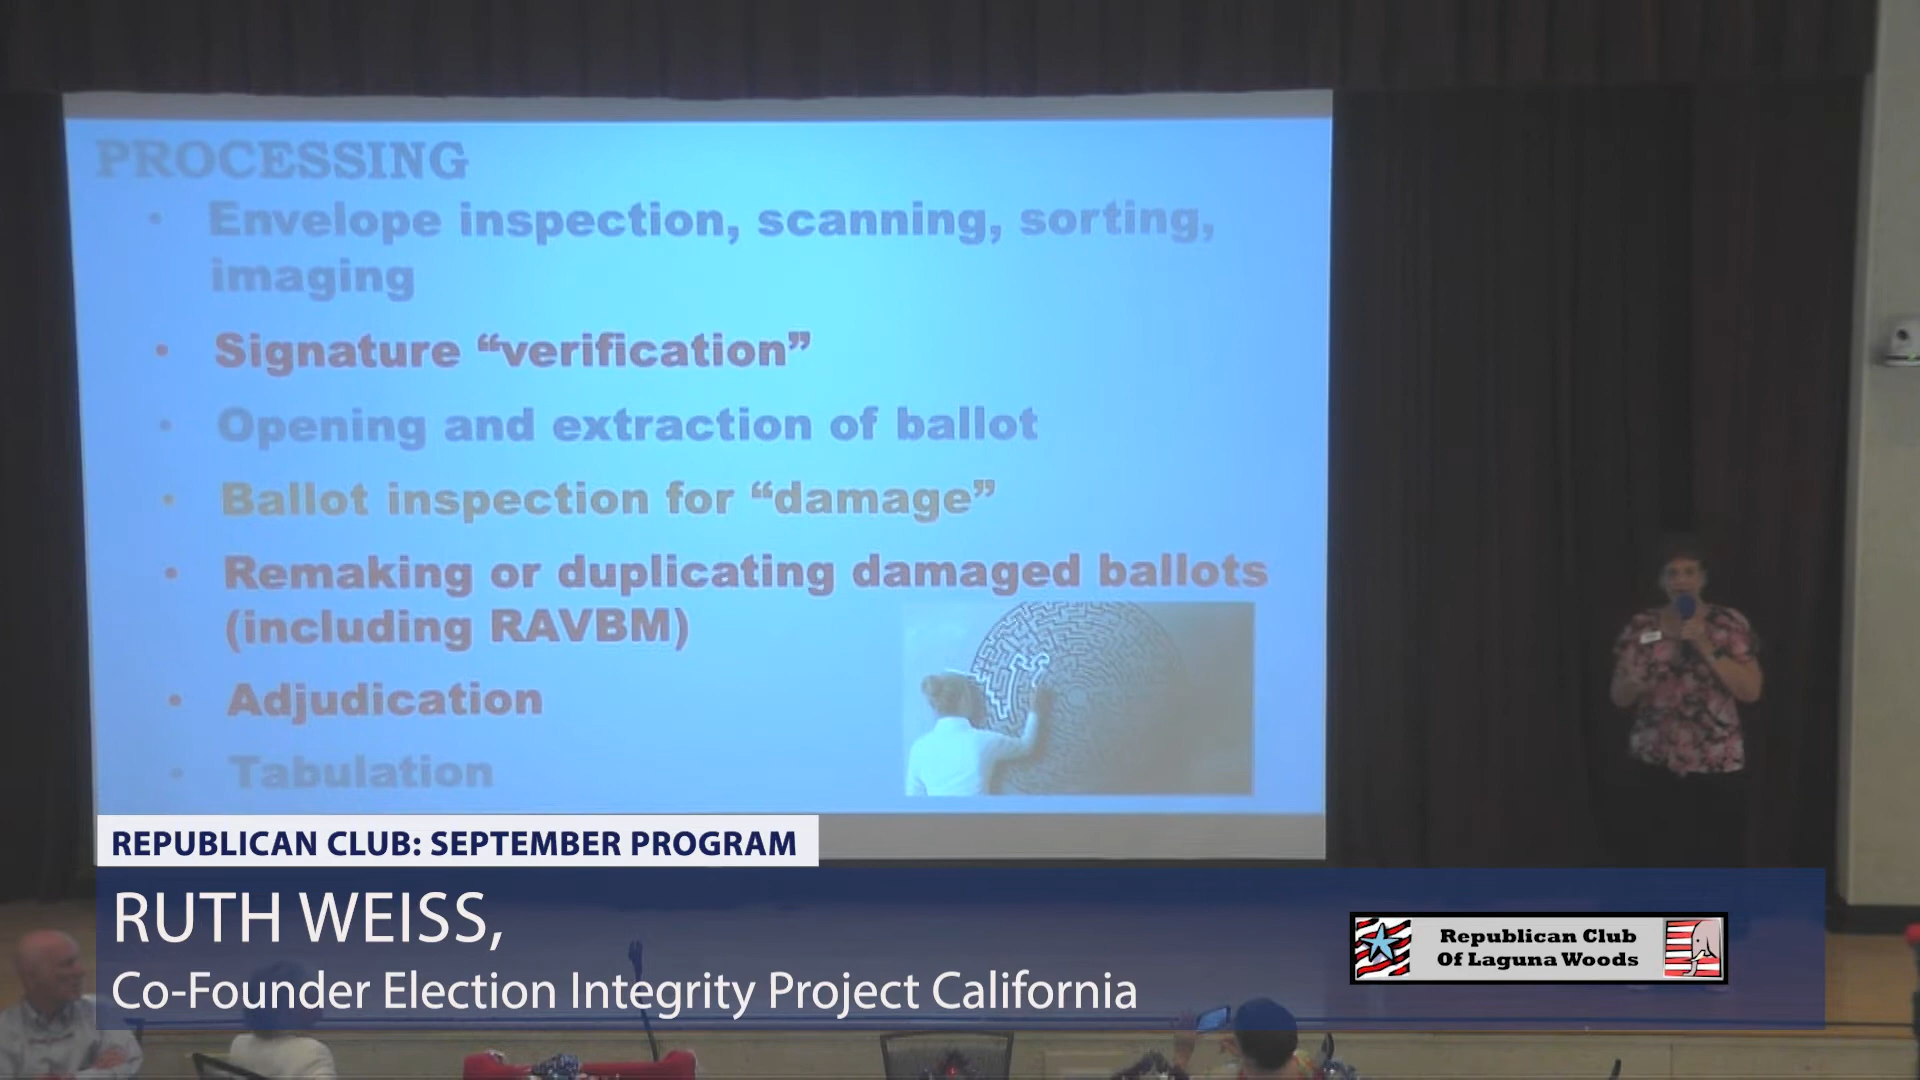 PROCESSING
• Envelope inspection, scanning, sorting,
imaging
• Signature “verification”
• Opening and extraction of ballot
• Ballot inspection for “damage”
• Remaking or duplicating damaged ballots
(including RAVBM)
• Adjudication
• Tabulation
REPUBLICAN CLUB: SEPTEMBER PROGRAM
RUTH WEISS,
Co-Founder Election Integrity Project California
Republican Club
Of Laguna Woods